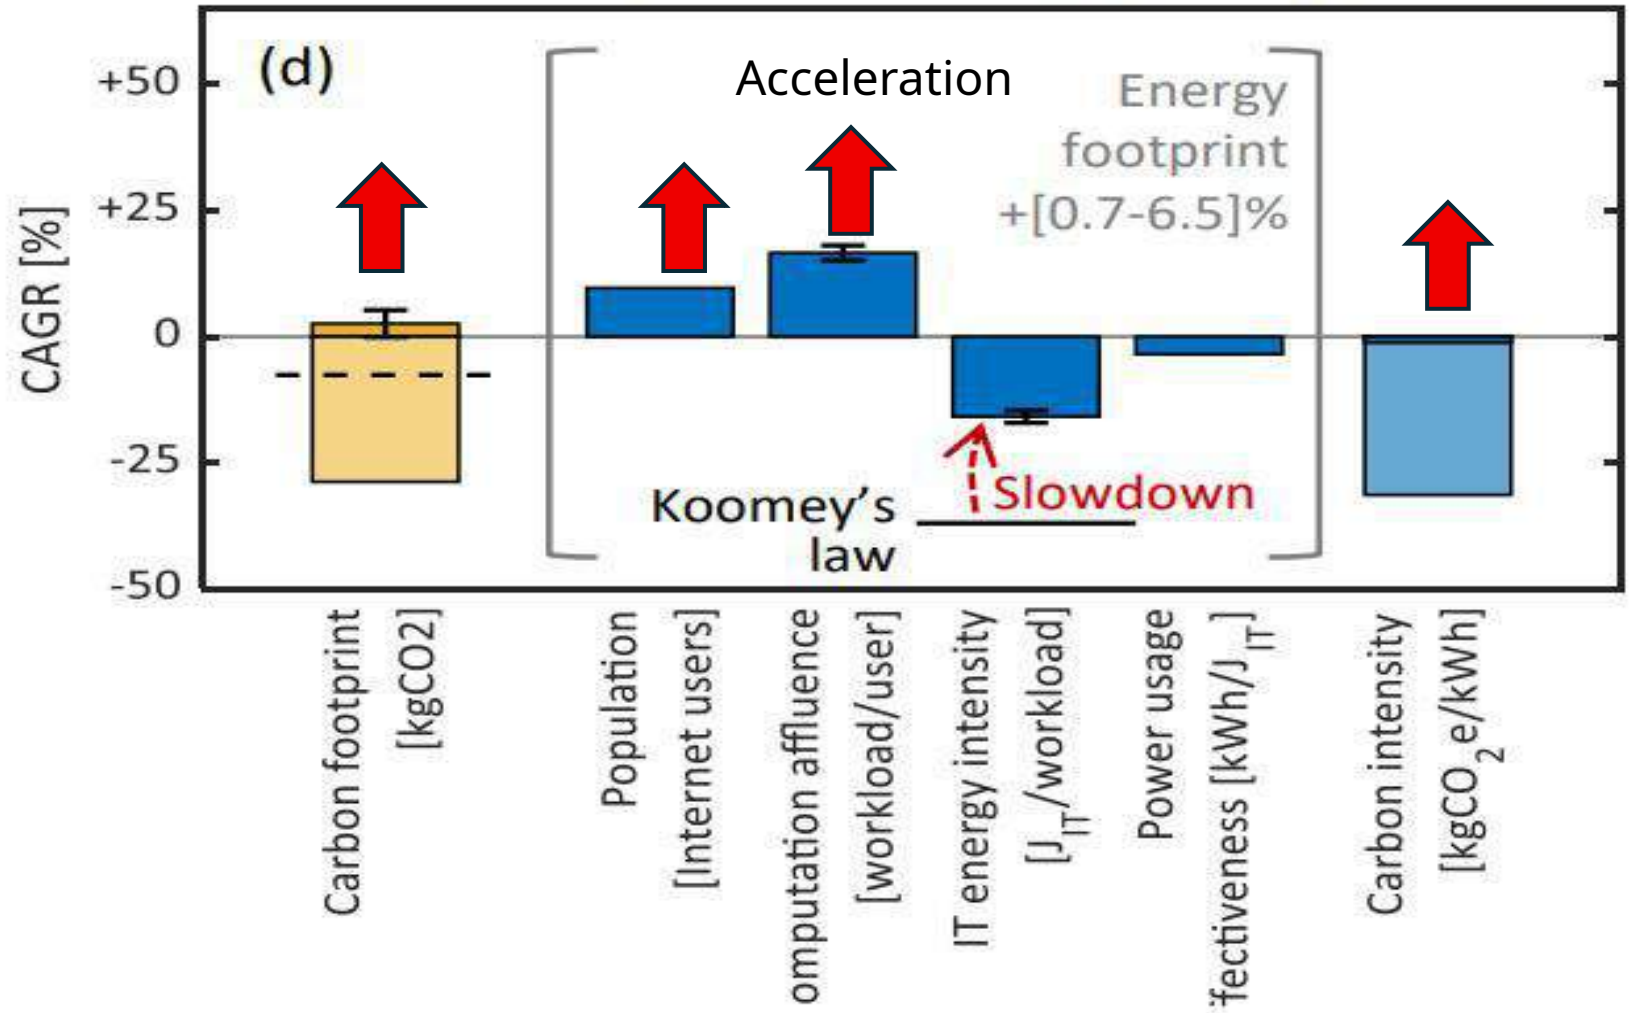 (d)
Acceleration
Energy
footprint
+[0.7-6.5]%
CAGR [%]
+50
+25
0
-25
-50
Koomey's
law
Slowdown
Carbon footprint
[kgCO2]
Population
[Internet users]
omputation affluence
[workload/user]
IT energy intensity
[J_IT/workload]
Power usage
ffectiveness [kWh/J_IT]
Carbon intensity
[kgCO2e/kWh]